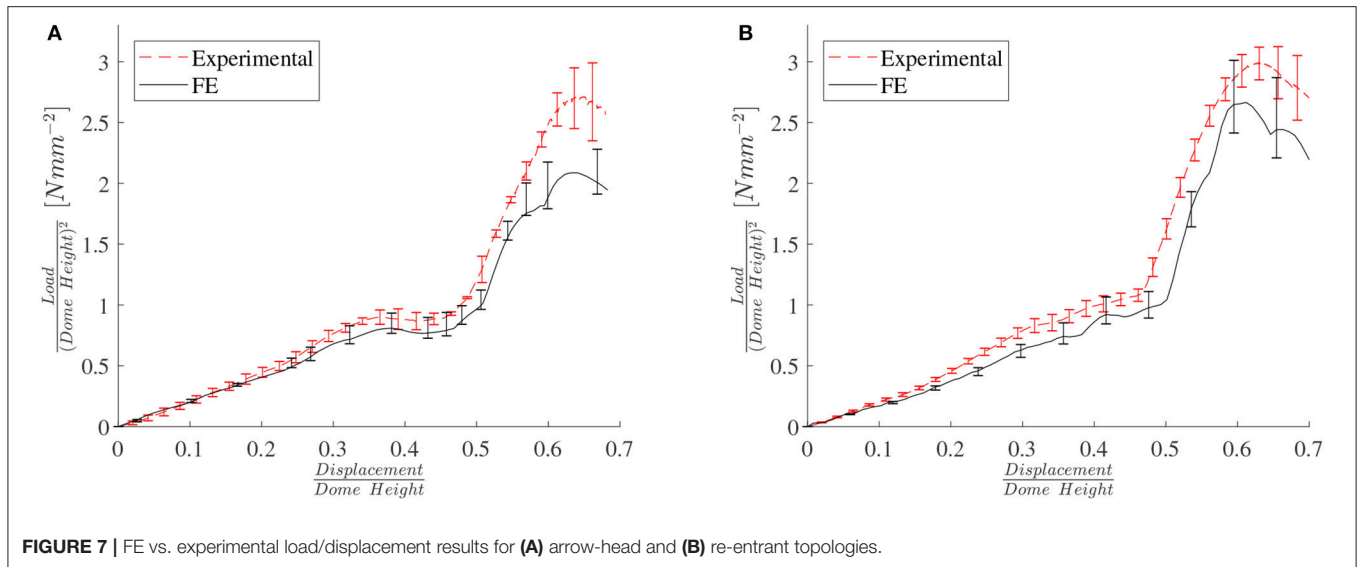 A
Experimental
FE
3
2.5
2
1.5
1
0.5
0
Load
(Dome Height)²
[Nmm⁻²]
0 0.1 0.2 0.3 0.4 0.5 0.6 0.7
Displacement
Dome Height
B
Experimental
FE
3
2.5
2
1.5
1
0.5
0
Load
(Dome Height)²
[Nmm⁻²]
0 0.1 0.2 0.3 0.4 0.5 0.6 0.7
Displacement
Dome Height
FIGURE 7 | FE vs. experimental load/displacement results for (A) arrow-head and (B) re-entrant topologies.